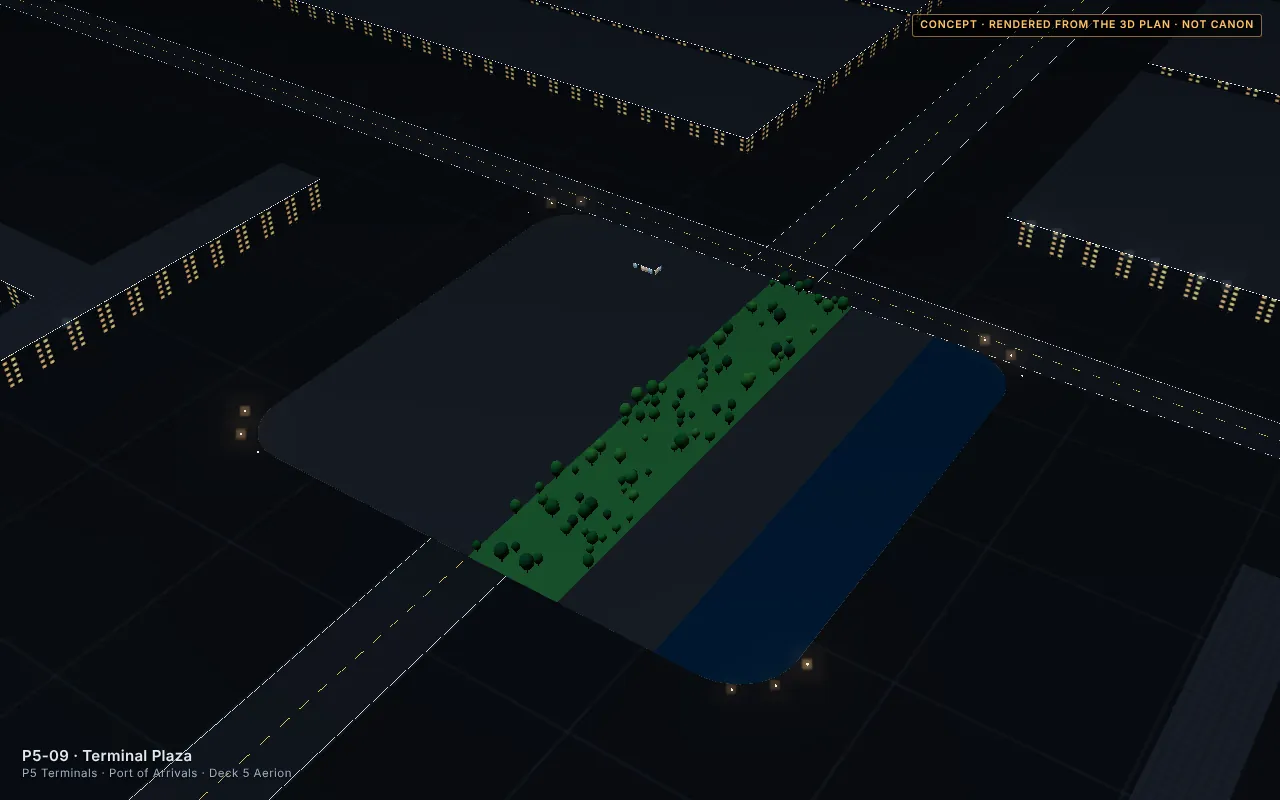 CONCEPT · RENDERED FROM THE 3D PLAN · NOT CANON
P5-09 · Terminal Plaza
P5 Terminals · Port of Arrivals · Deck 5 Aerion